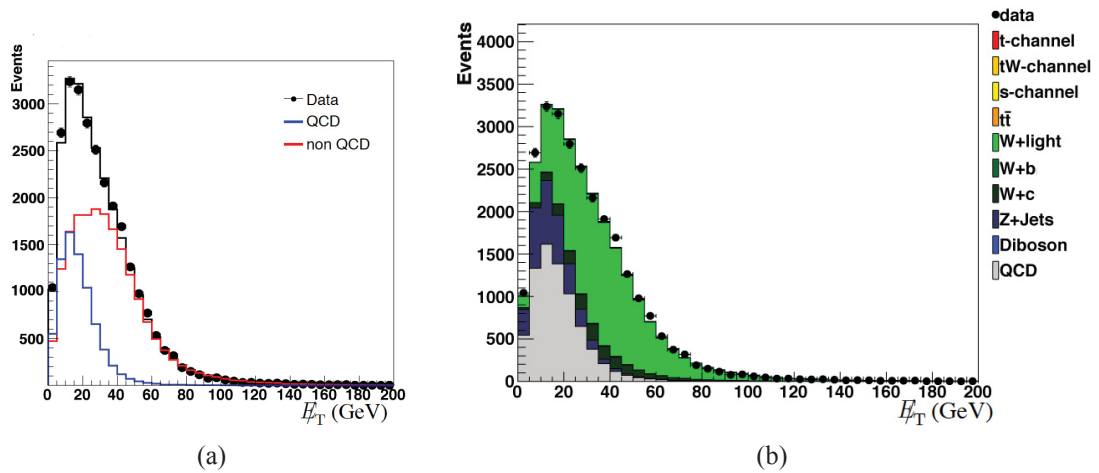 Events
3000
2500
2000
1500
1000
500
0 20 40 60 80 100 120 140 160 180 200
E̸T (GeV)
Data
QCD
non QCD
(a)
Events
4000
3500
3000
2500
2000
1500
1000
500
0
0 20 40 60 80 100 120 140 160 180 200
E̸T (GeV)
data
t-channel
tW-channel
s-channel
tt̄
W+light
W+b
W+c
Z+Jets
Diboson
QCD
(b)